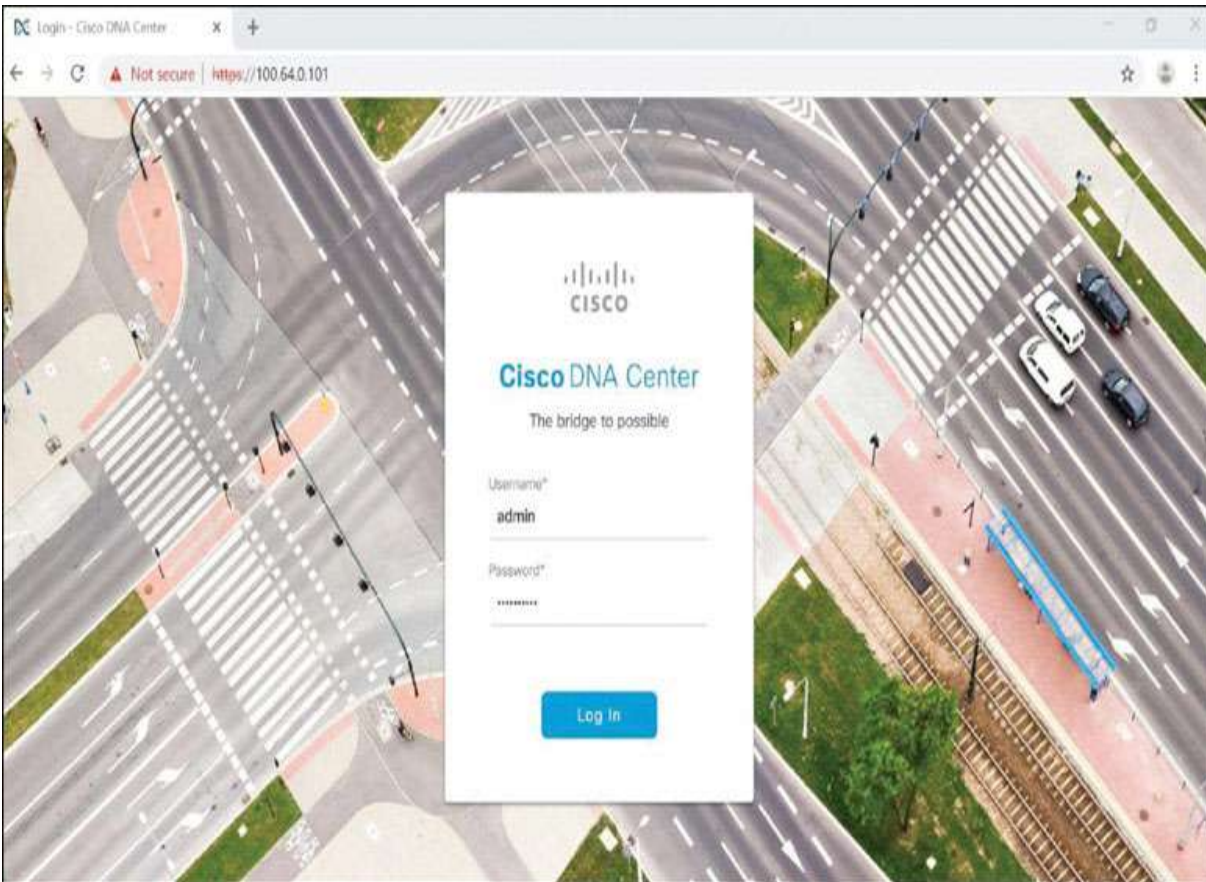 Login - Cisco DNA Center
Not secure | https://100.64.0.101
CISCO
Cisco DNA Center
The bridge to possible
Username*
admin
Password*
Log In